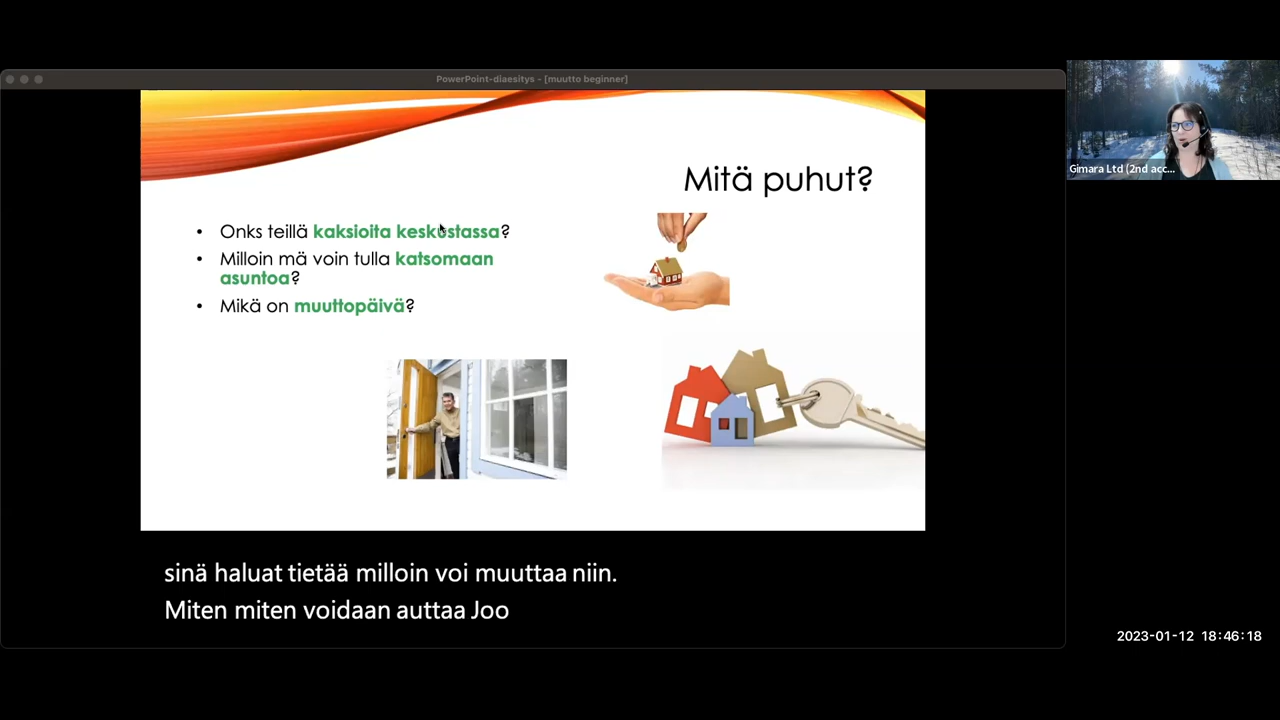 PowerPoint-diaesitys - [muutto beginner]
Gimara Ltd (2nd acc...
Mitä puhut?
• Onks teillä kaksioita keskustassa?
• Milloin mä voin tulla katsomaan
asuntoa?
• Mikä on muuttopäivä?
sinä haluat tietää milloin voi muuttaa niin.
Miten miten voidaan auttaa Joo
2023-01-12 18:46:18